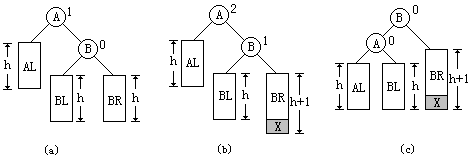 A 1
B 0
h AL
BL h BR h
(a)
A 2
B 1
h AL
BL h BR h+1
X
(b)
B 0
A 0
h AL BL h BR h+1
X
(c)